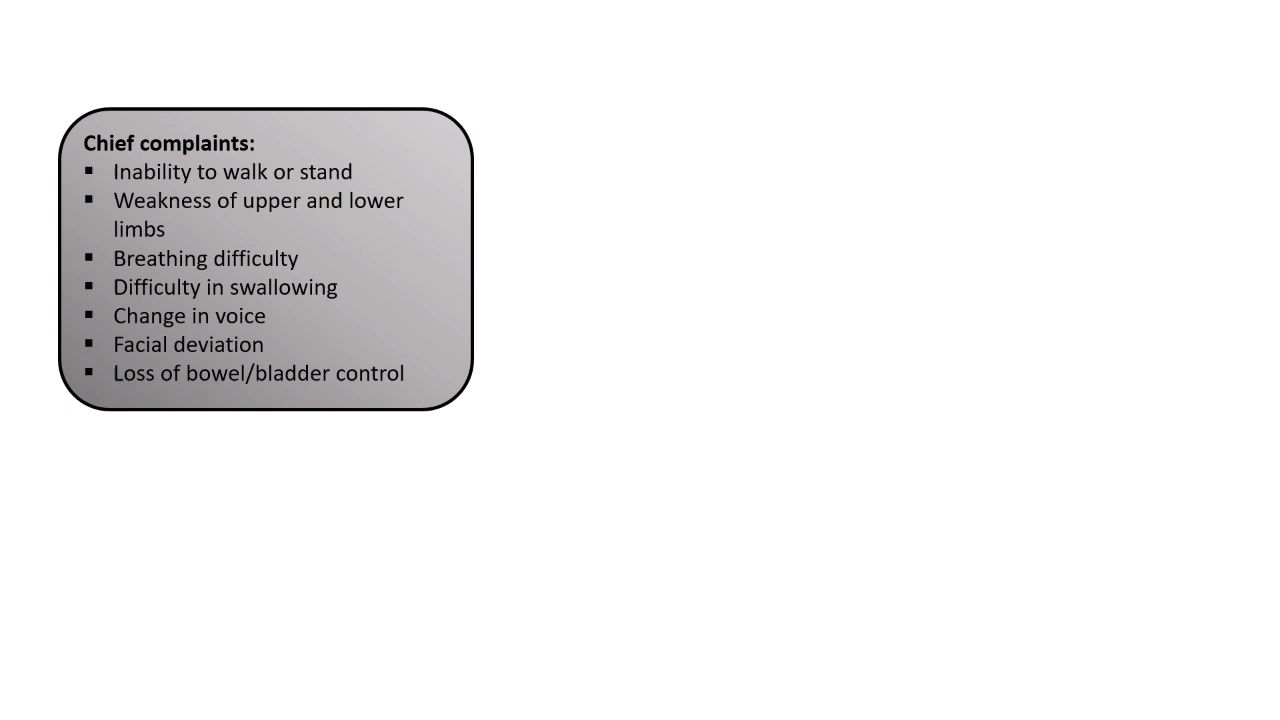 Chief complaints:
▪ Inability to walk or stand
▪ Weakness of upper and lower
limbs
▪ Breathing difficulty
▪ Difficulty in swallowing
▪ Change in voice
▪ Facial deviation
▪ Loss of bowel/bladder control